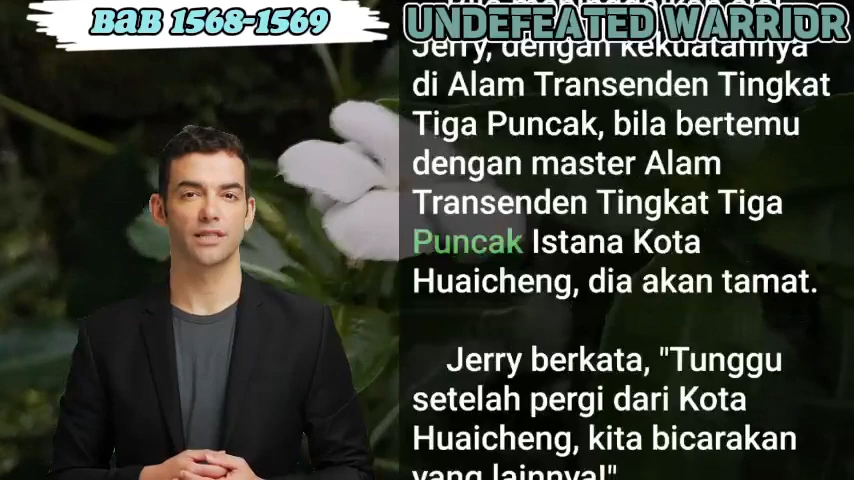 BAB 1568-1569
UNDEFEATED WARRIOR
Jerry, dengan kekuatannya
di Alam Transenden Tingkat
Tiga Puncak, bila bertemu
dengan master Alam
Transenden Tingkat Tiga
Puncak Istana Kota
Huaicheng, dia akan tamat.
Jerry berkata, "Tunggu
setelah pergi dari Kota
Huaicheng, kita bicarakan
yang lainnya!"